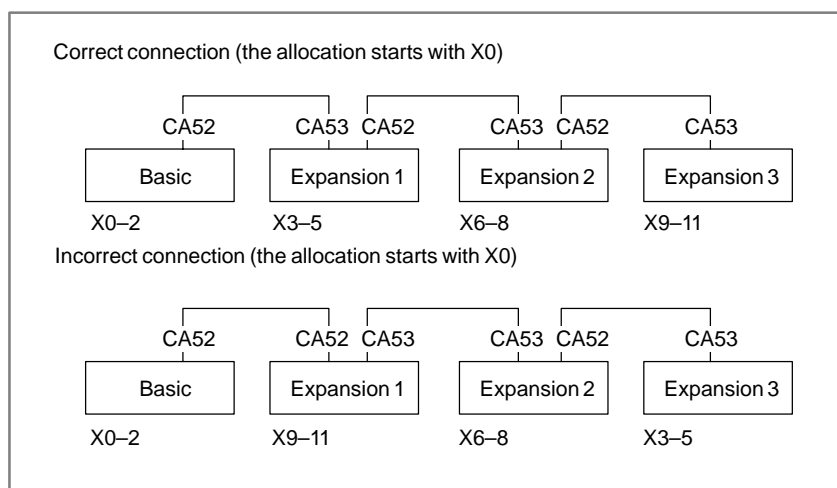 Correct connection (the allocation starts with X0)
CA52 CA53 CA52 CA53 CA52 CA53
Basic Expansion 1 Expansion 2 Expansion 3
X0–2 X3–5 X6–8 X9–11
Incorrect connection (the allocation starts with X0)
CA52 CA52 CA53 CA53 CA52 CA53
Basic Expansion 1 Expansion 2 Expansion 3
X0–2 X9–11 X6–8 X3–5